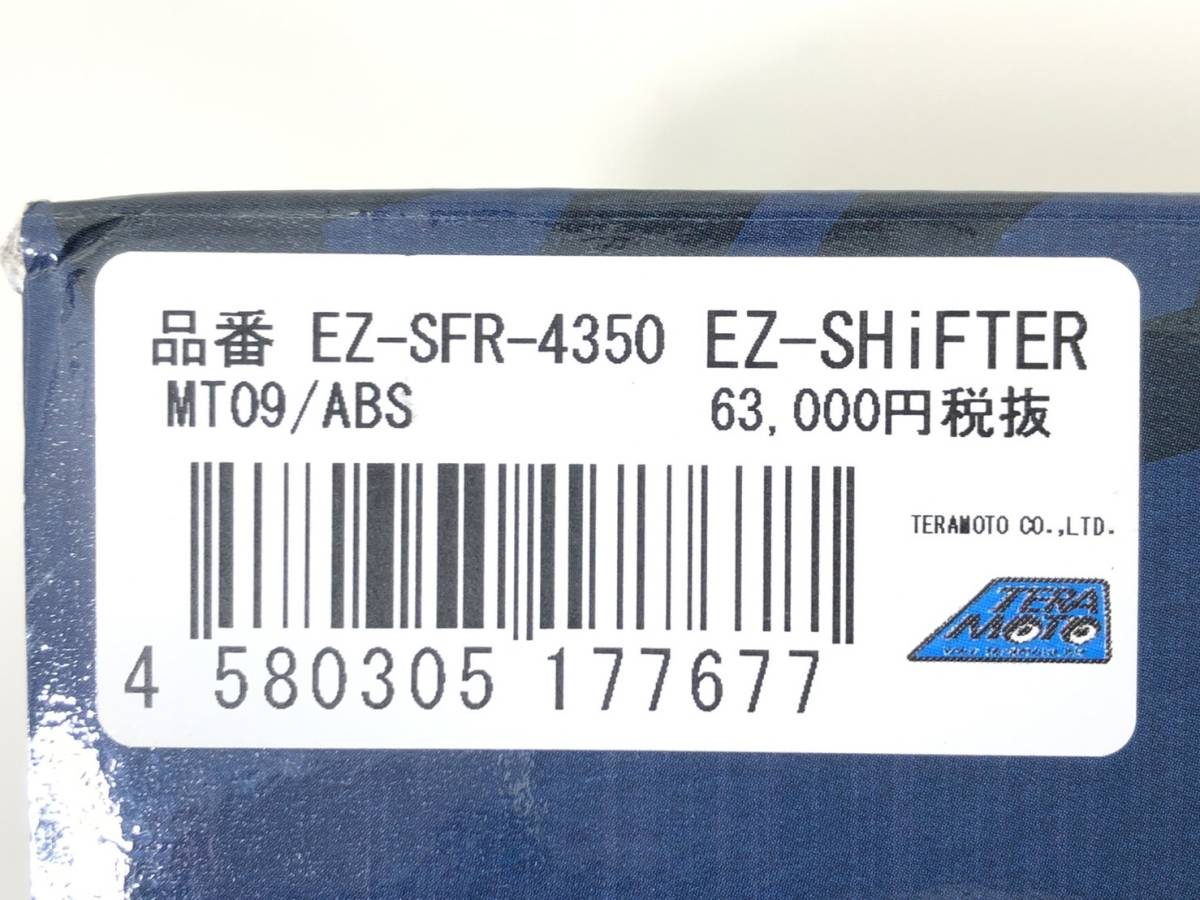 品番 EZ-SFR-4350 EZ-SHiFTER
MT09/ABS 63,000円税抜
TERAMOTO CO.,LTD.
TERA
MOTO
4 580305 177677